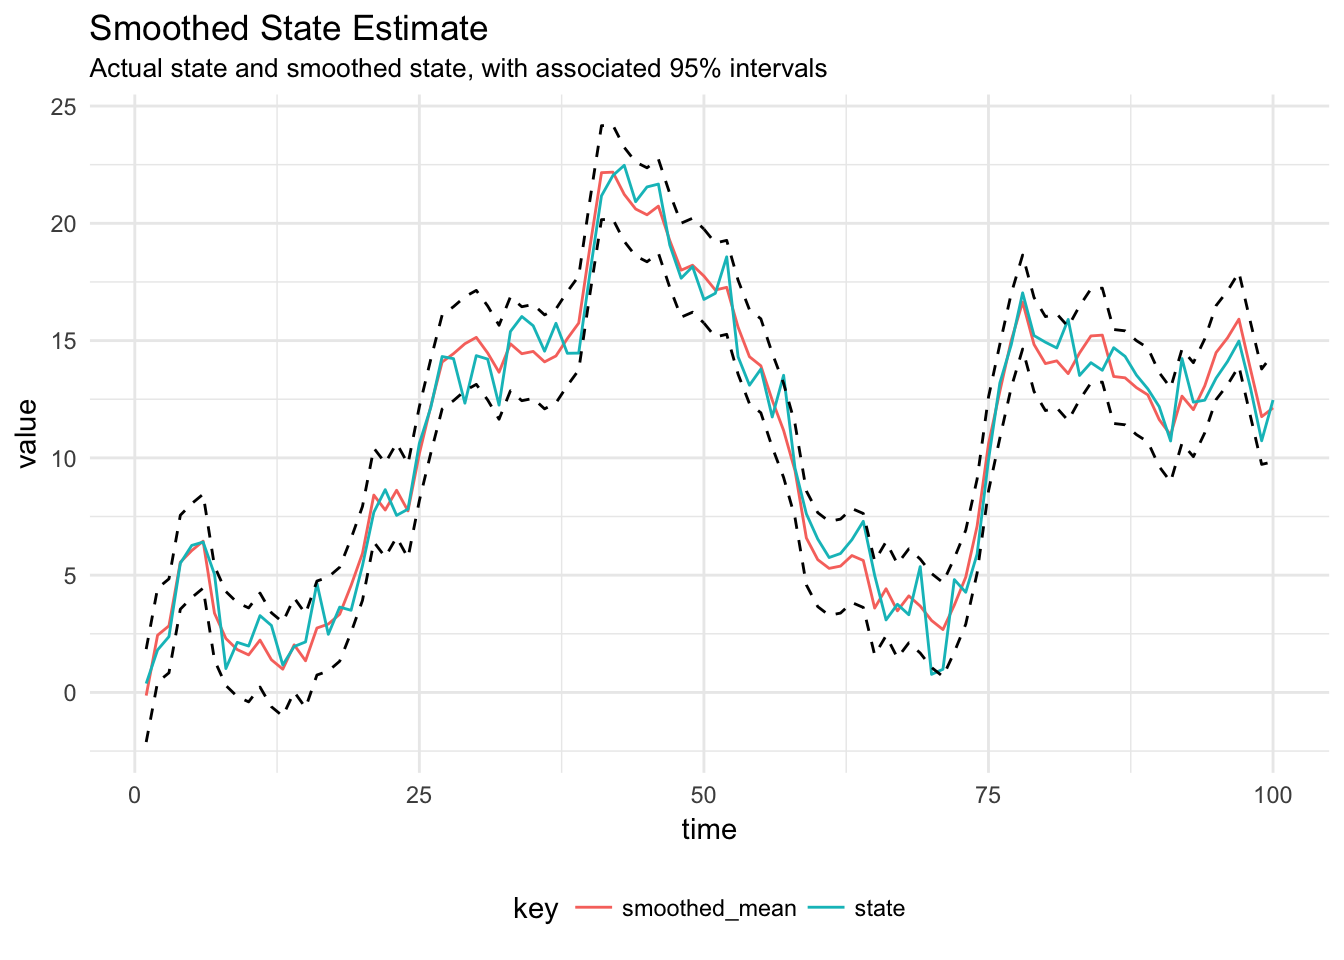 Smoothed State Estimate
Actual state and smoothed state, with associated 95% intervals
25
20
15
10
5
0
value
0 25 50 75 100
time
key smoothed_mean state